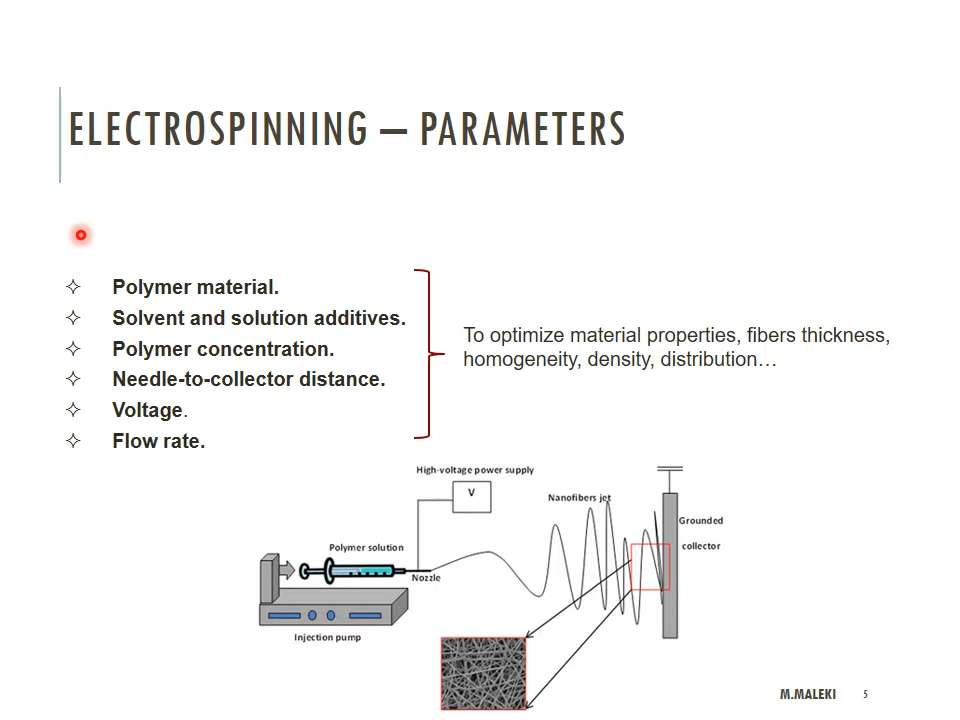 ELECTROSPINNING – PARAMETERS
Polymer material.
Solvent and solution additives.
Polymer concentration.
Needle-to-collector distance.
Voltage.
Flow rate.
To optimize material properties, fibers thickness,
homogeneity, density, distribution…
High-voltage power supply
V
Nanofibers jet
Grounded
collector
Polymer solution
Nozzle
Injection pump
M.MALEKI
5